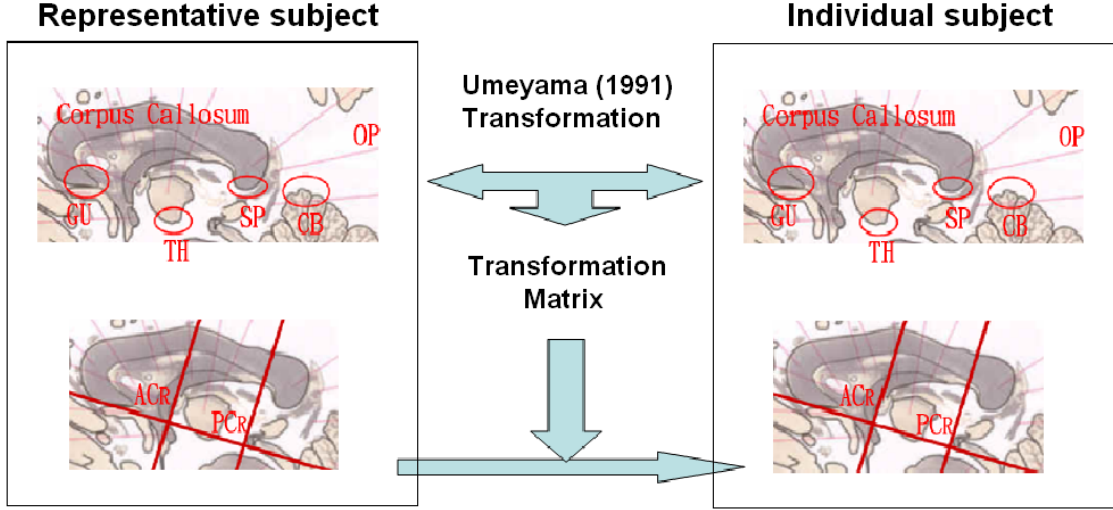 Representative subject
Individual subject
Umeyama (1991)
Transformation
Corpus Callosum
OP
GU
TH
SP
CB
Corpus Callosum
OP
GU
TH
SP
CB
Transformation
Matrix
ACR
PCR
ACR
PCR